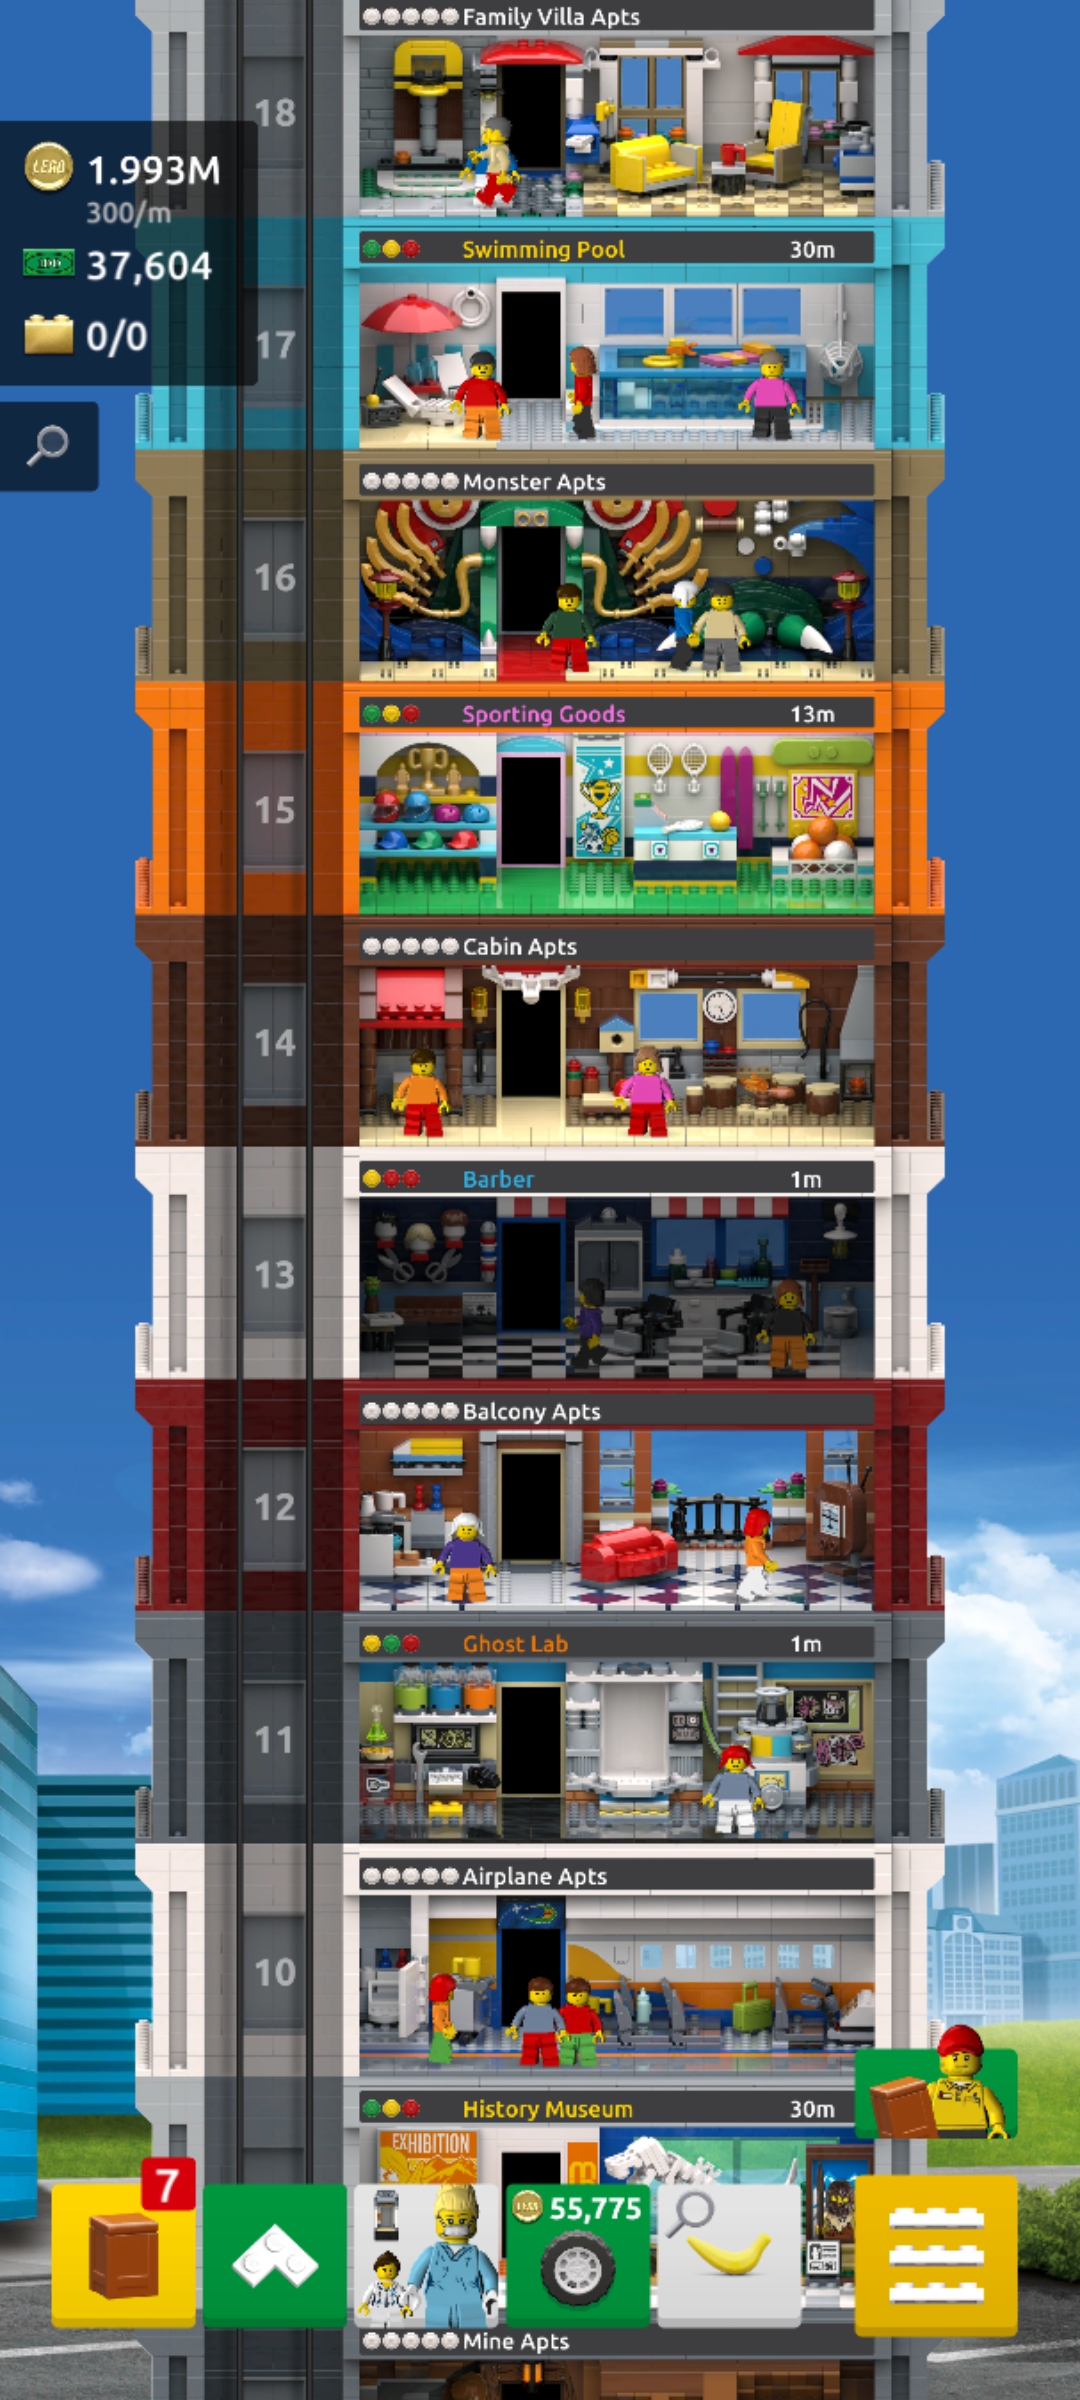 Family Villa Apts
18
LEGO 1.993M
300/m
37,604
0/0
Swimming Pool 30m
17
Monster Apts
16
Sporting Goods 13m
15
N
Cabin Apts
14
Barber 1m
13
Balcony Apts
12
Ghost Lab 1m
11
Airplane Apts
10
History Museum 30m
EXHIBITION
7
55,775
Mine Apts